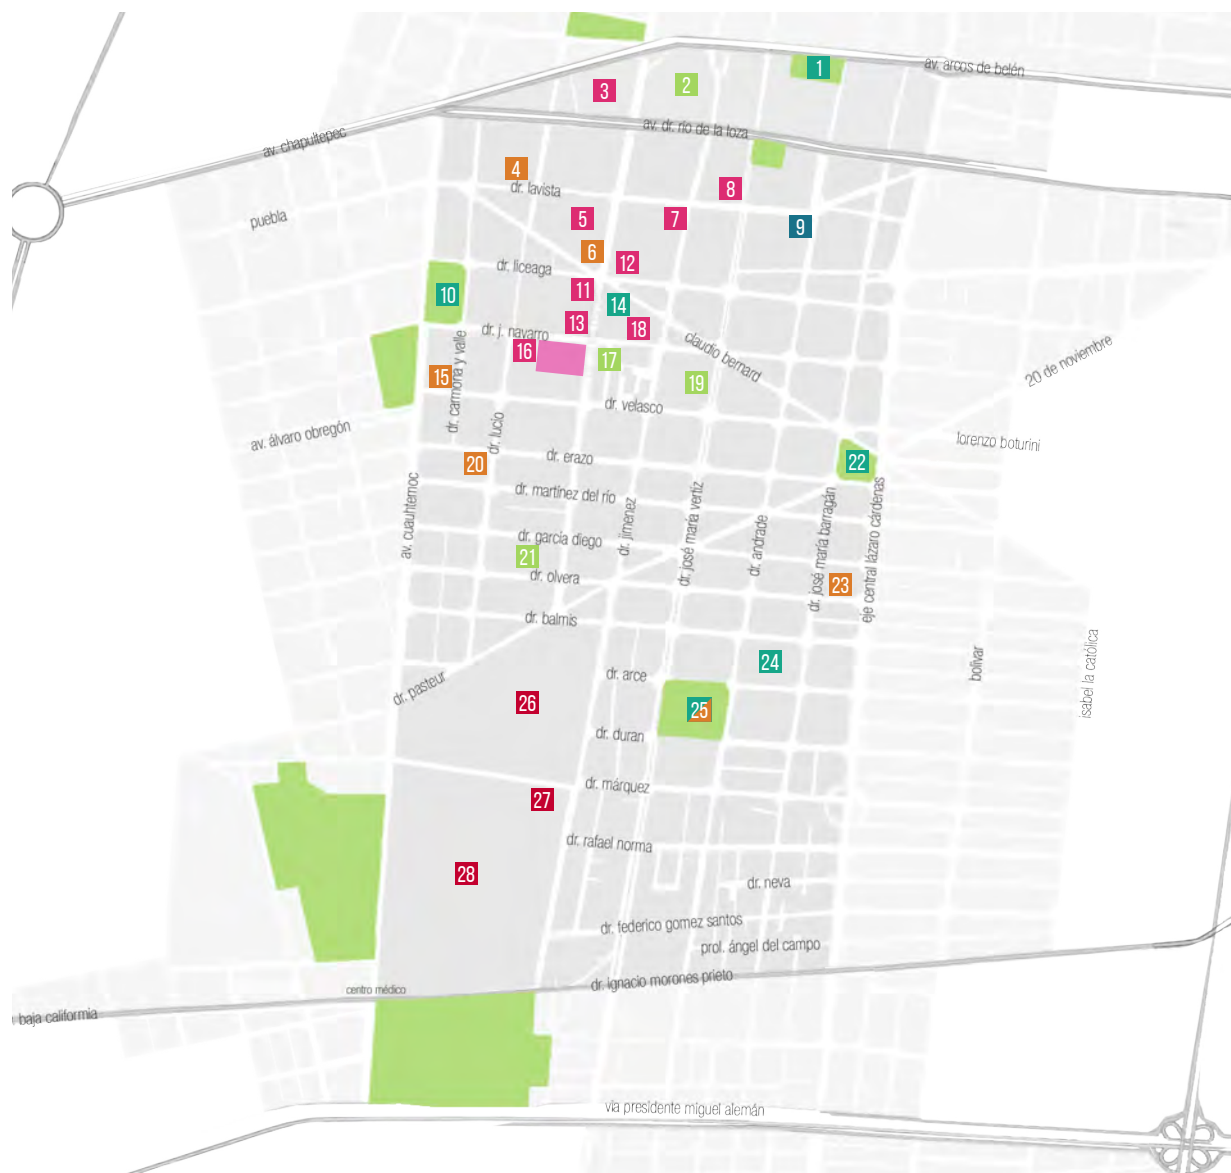 1
av. arcos de belén
2
3
av. dr. río de la loza
av. chapultepec
4
dr. lavista
8
puebla
5
7
9
6
12
dr. liceaga
11
10
14
13
18
dr. j. navarro
claudio bernard
16
17
20 de noviembre
15
dr. carmona y valle
19
dr. velasco
av. álvaro obregón
dr. lucio
lorenzo boturini
20
dr. erazo
22
dr. martínez del río
av. cuauhtemoc
dr. jimenez
dr. josé maría vertíz
dr. andrade
dr. josé maría barragán
eje central lázaro cárdenas
dr. garcia diego
21
dr. olvera
23
dr. balmis
24
bolívar
isabel la católica
dr. arce
dr. pasteur
26
25
dr. duran
dr. márquez
27
dr. rafael norma
28
dr. neva
dr. federico gomez santos
prol. ángel del campo
dr. ignacio morones prieto
centro médico
baja califormia
vía presidente miguel alemán